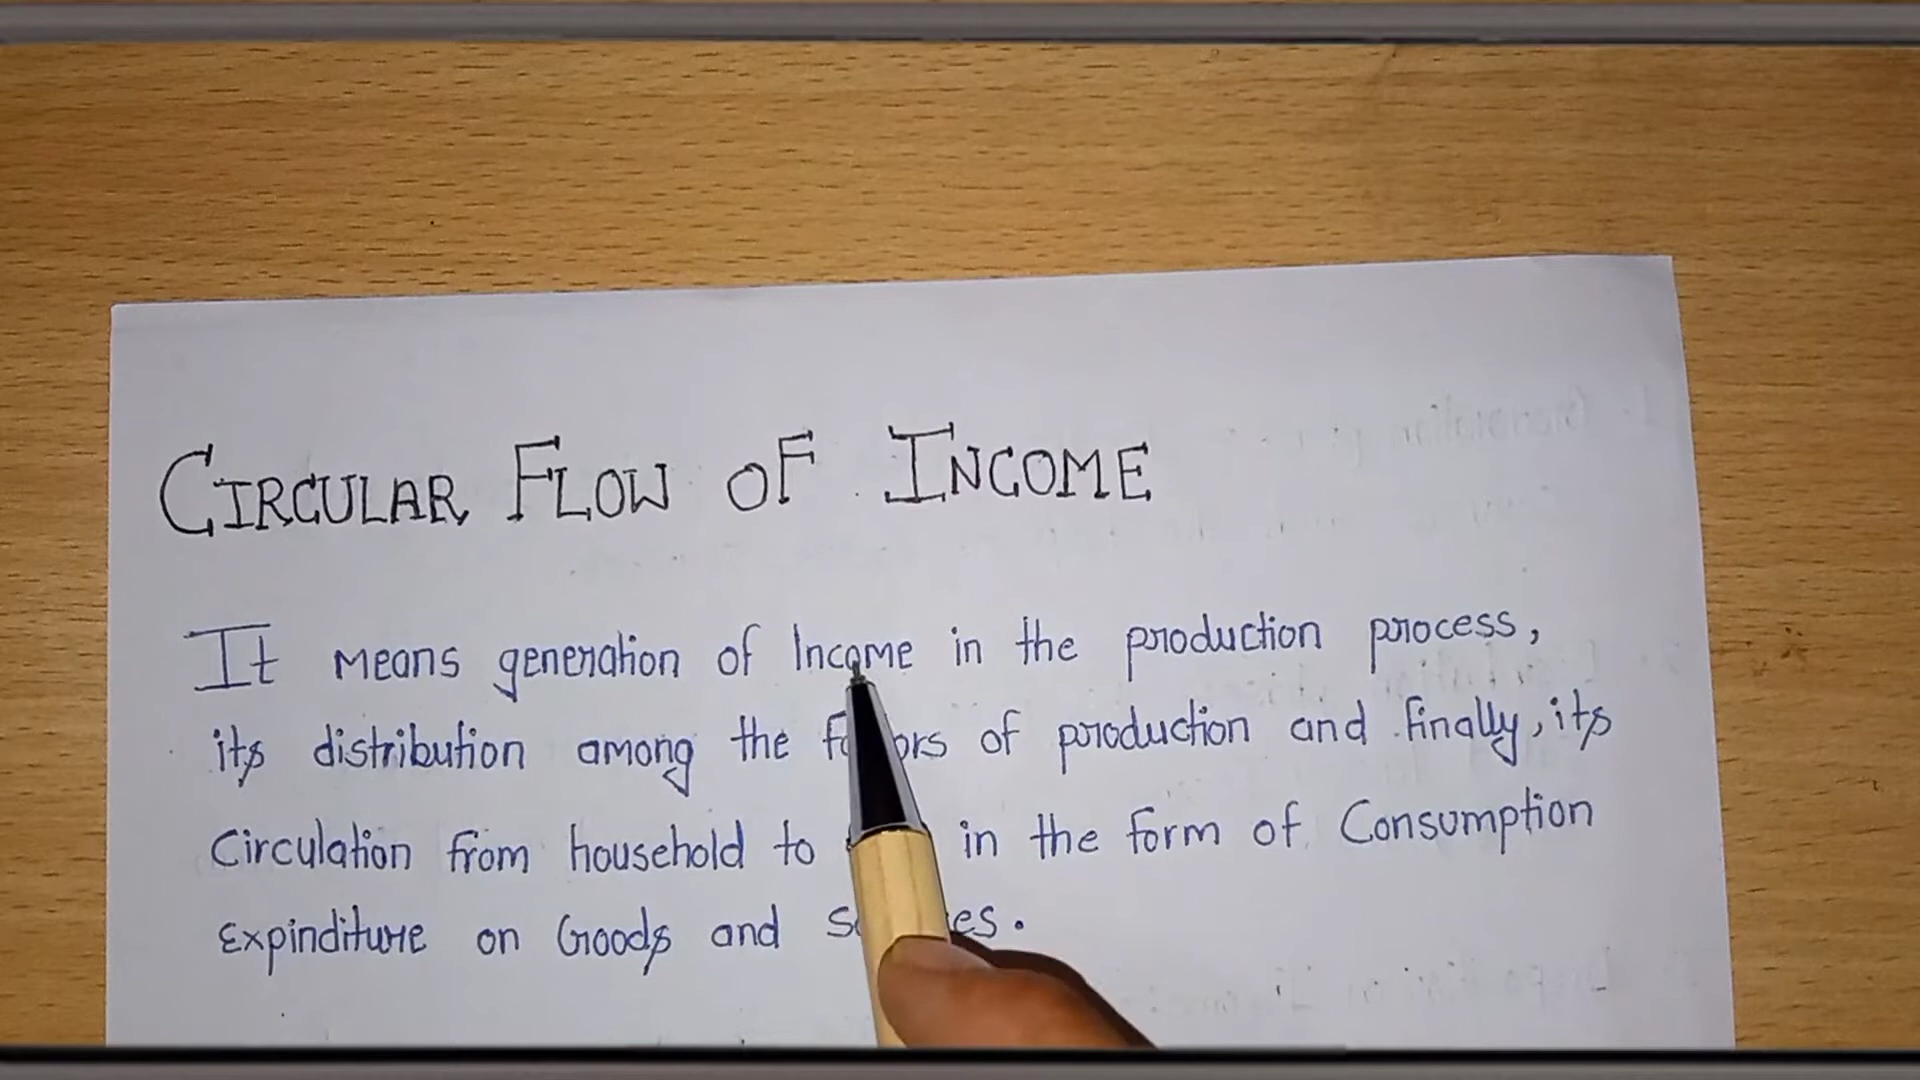 CIRCULAR FLOW OF INCOME
It means generation of Income in the production process,
its distribution among the of production and finally, its
Circulation from household to in the form of Consumption
Expinditure on Goods and